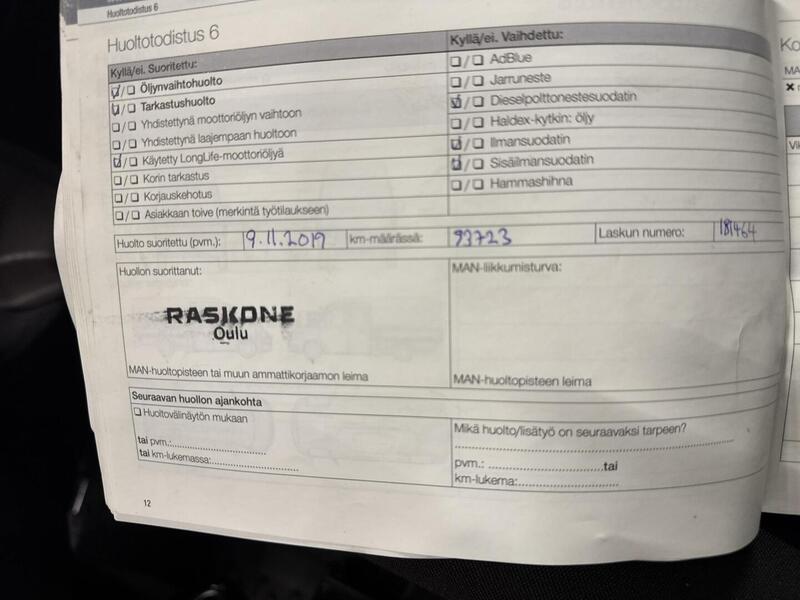 Huoltotodistus 6
Huoltotodistus 6
Kyllä/ei. Suoritettu:
☑/☐ Öljynvaihtohuolto
☑/☐ Tarkastushuolto
☐/☐ Yhdistettynä moottoriöljyn vaihtoon
☐/☐ Yhdistettynä laajempaan huoltoon
☑/☐ Käytetty LongLife-moottoriöljyä
☐/☐ Korin tarkastus
☐/☐ Korjauskehotus
☐/☐ Asiakkaan toive (merkintä työtilaukseen)
Kyllä/ei. Vaihdettu:
☐/☐ AdBlue
☐/☐ Jarruneste
☑/☐ Dieselpolttonestesuodatin
☐/☐ Haldex-kytkin: öljy
☑/☐ Ilmansuodatin
☑/☐ Sisäilmansuodatin
☐/☐ Hammashihna
Huolto suoritettu (pvm.): 19.11.2019 km-määrässä: 93723 Laskun numero: 181464
Huollon suorittanut:
RASKONE
Oulu
MAN-huoltopisteen tai muun ammattikorjaamon leima
MAN-liikkumisturva:
MAN-huoltopisteen leima
Seuraavan huollon ajankohta
☐ Huoltovälinäytön mukaan
tai pvm.:
tai km-lukemassa:
Mikä huolto/lisätyö on seuraavaksi tarpeen?
pvm.: tai
km-lukema:
12
Ko
MA